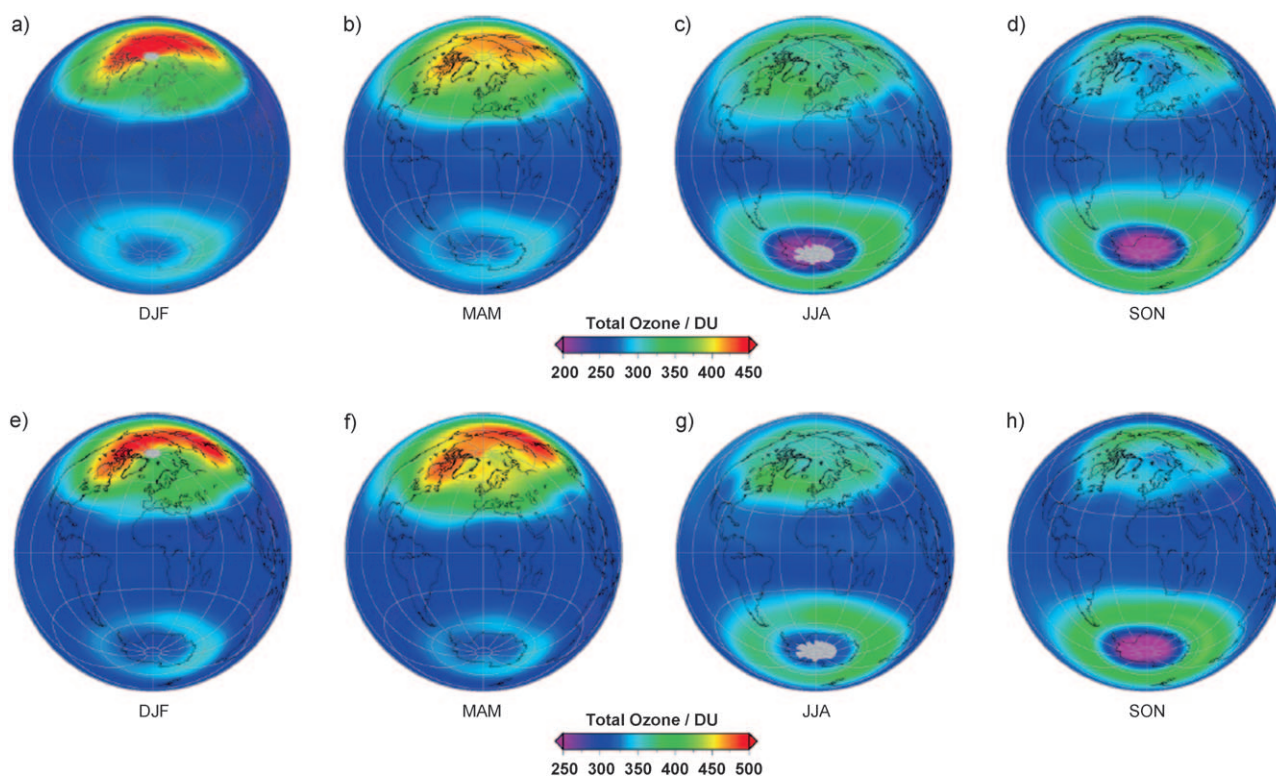 a) b) c) d)
DJF MAM JJA SON
Total Ozone / DU
200 250 300 350 400 450
e) f) g) h)
DJF MAM JJA SON
Total Ozone / DU
250 300 350 400 450 500